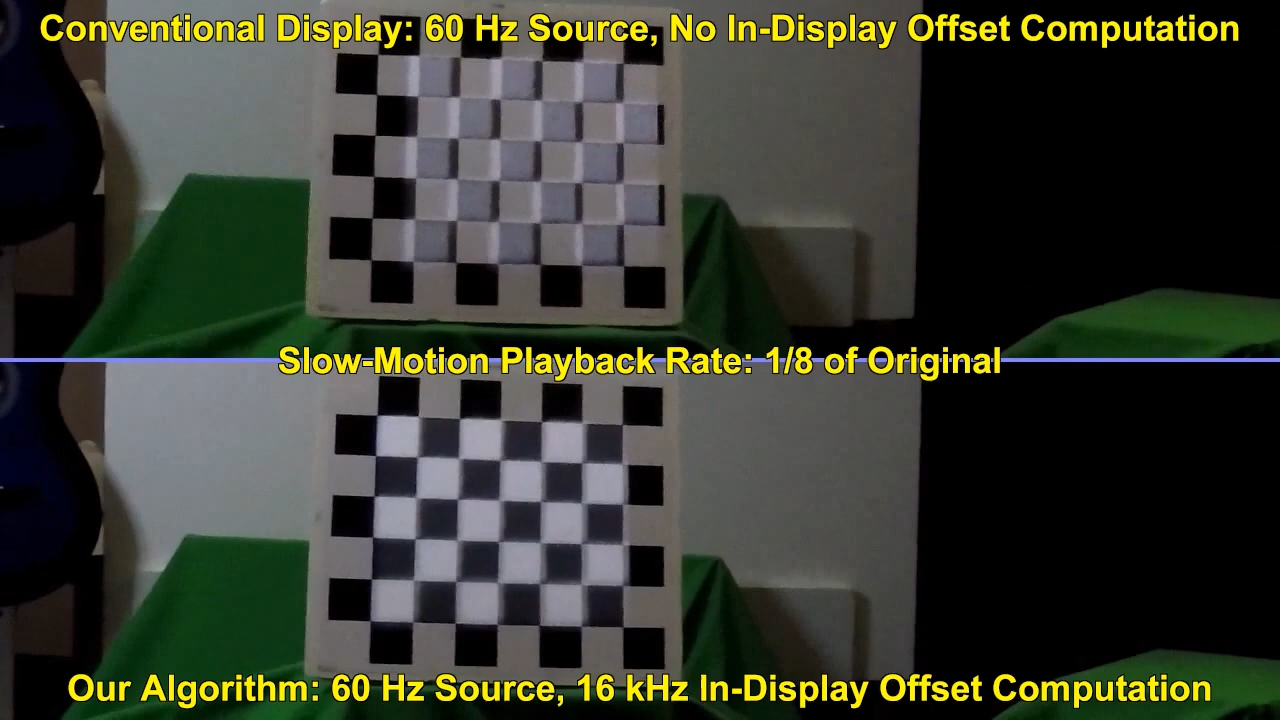 Conventional Display: 60 Hz Source, No In-Display Offset Computation
Slow-Motion Playback Rate: 1/8 of Original
Our Algorithm: 60 Hz Source, 16 kHz In-Display Offset Computation